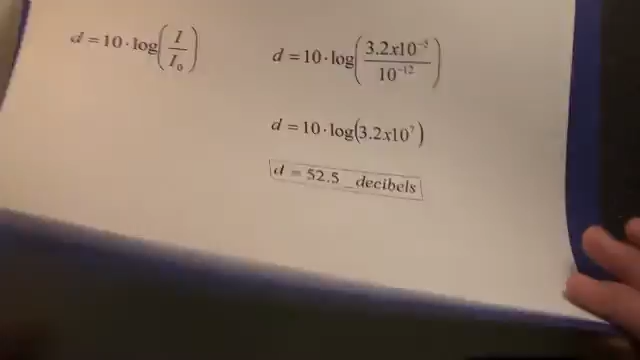 d = 10 · log(I/I₀)
d = 10 · log(3.2x10⁻⁵/10⁻¹²)
d = 10 · log(3.2x10⁷)
d = 52.5 _ decibels